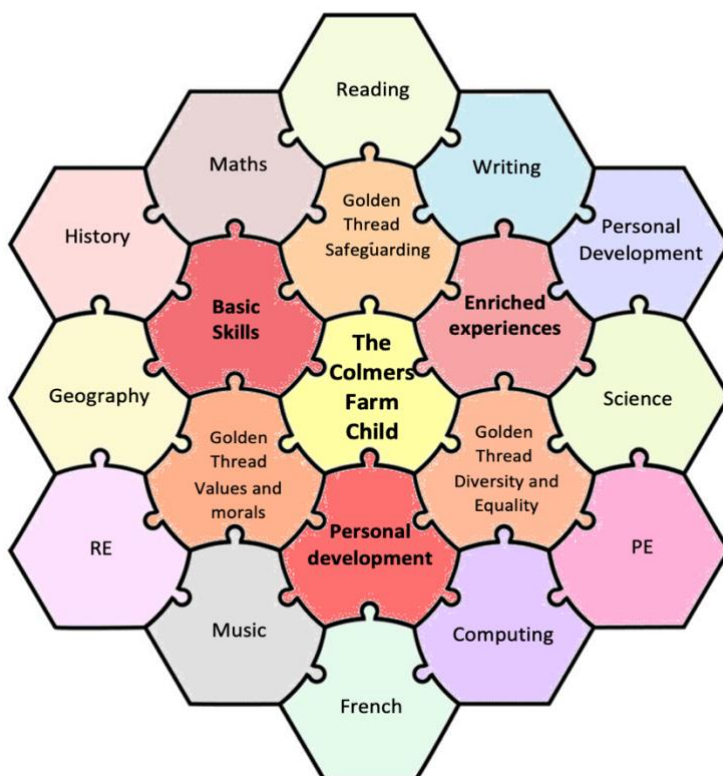 Reading
Maths
Writing
Golden
Thread
Safeguarding
History
Personal
Development
Basic
Skills
Enriched
experiences
The
Colmers
Farm
Child
Geography
Science
Golden
Thread
Values and
morals
Golden
Thread
Diversity and
Equality
Personal
development
RE
PE
Music
Computing
French